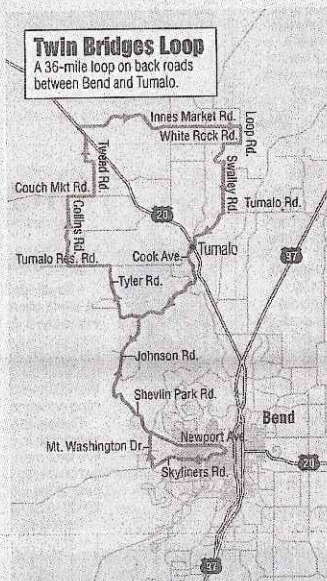 Twin Bridges Loop
A 36-mile loop on back roads
between Bend and Tumalo.
Innes Market Rd.
White Rock Rd.
Loop Rd.
Twead Rd.
Swalley Rd.
Couch Mkt Rd.
Collins Rd.
Tumalo Rd.
20
97
Tumalo
Cook Ave.
Tumalo Res. Rd.
Tyler Rd.
Johnson Rd.
Shevlin Park Rd.
Bend
Newport Ave.
Mt. Washington Dr.
Skyliners Rd.
20
97